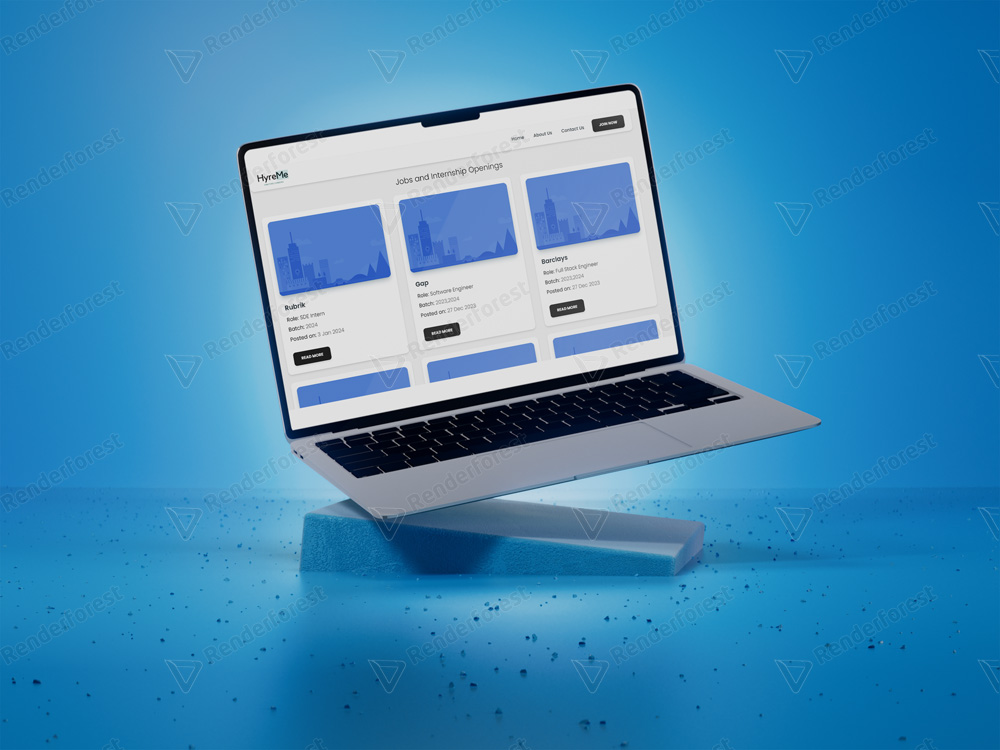 Home
About Us
Contact Us
JOIN NOW
HyreMe
Jobs and Internship Openings
Rubrik
Role: SDE Intern
Batch: 2024
Posted on: 3 Jan 2024
READ MORE
Gap
Role: Software Engineer
Batch: 2023,2024
Posted on: 27 Dec 2023
READ MORE
Barclays
Role: Full Stack Engineer
Batch: 2023,2024
Posted on: 27 Dec 2023
READ MORE
Renderforest